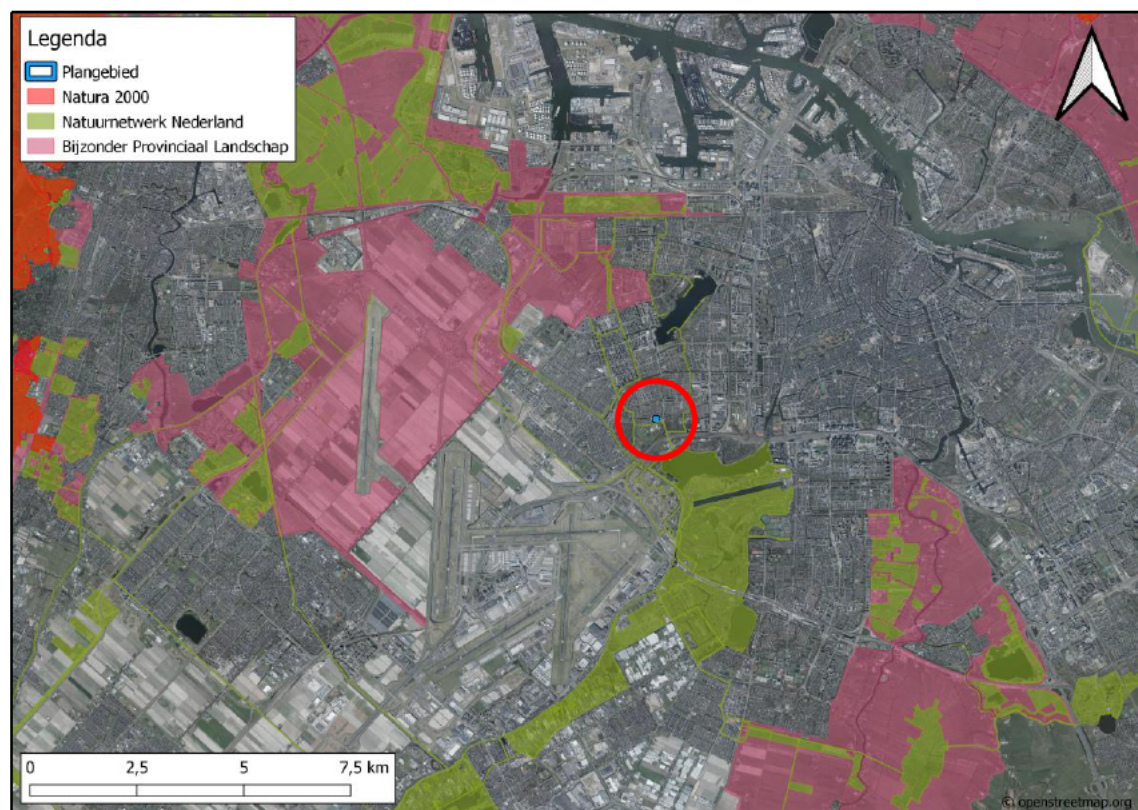 Legenda
Plangebied
Natura 2000
Natuurnetwerk Nederland
Bijzonder Provinciaal Landschap
0 2,5 5 7,5 km
© openstreetmap.org